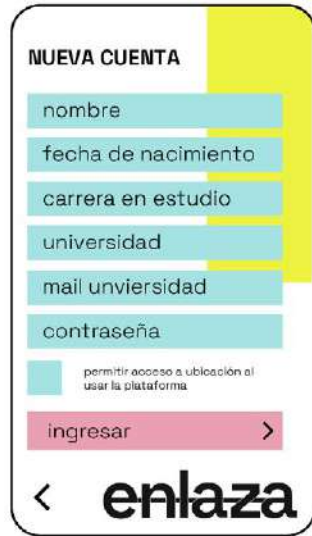 NUEVA CUENTA
nombre
fecha de nacimiento
carrera en estudio
universidad
mail unviersidad
contraseña
permitir acceso a ubicación al
usar la plataforma
ingresar
enlaza